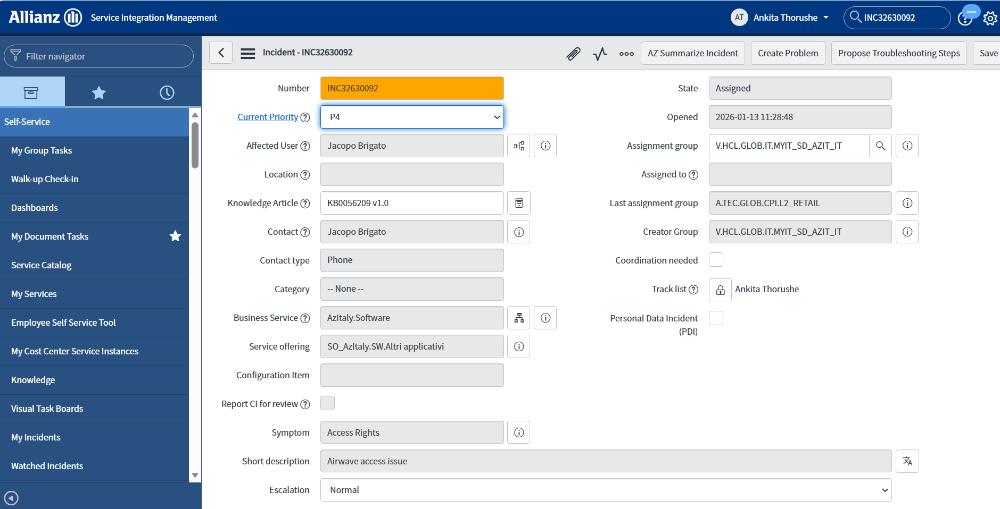 Allianz
Service Integration Management
AT
Ankita Thorushe
INC32630092
Filter navigator
Incident - INC32630092
AZ Summarize Incident
Create Problem
Propose Troubleshooting Steps
Save
Self-Service
My Group Tasks
Walk-up Check-in
Dashboards
My Document Tasks
Service Catalog
My Services
Employee Self Service Tool
My Cost Center Service Instances
Knowledge
Visual Task Boards
My Incidents
Watched Incidents
Number
INC32630092
Current Priority
P4
Affected User
Jacopo Brigato
Location
Knowledge Article
KB0056209 v1.0
Contact
Jacopo Brigato
Contact type
Phone
Category
-- None --
Business Service
AzItaly.Software
Service offering
SO_AzItaly.SW.Altri applicativi
Configuration Item
Report CI for review
Symptom
Access Rights
Short description
Airwave access issue
Escalation
Normal
State
Assigned
Opened
2026-01-13 11:28:48
Assignment group
V.HCL.GLOB.IT.MYIT_SD_AZIT_IT
Assigned to
Last assignment group
A.TEC.GLOB.CPI.L2_RETAIL
Creator Group
V.HCL.GLOB.IT.MYIT_SD_AZIT_IT
Coordination needed
Track list
Ankita Thorushe
Personal Data Incident
(PDI)